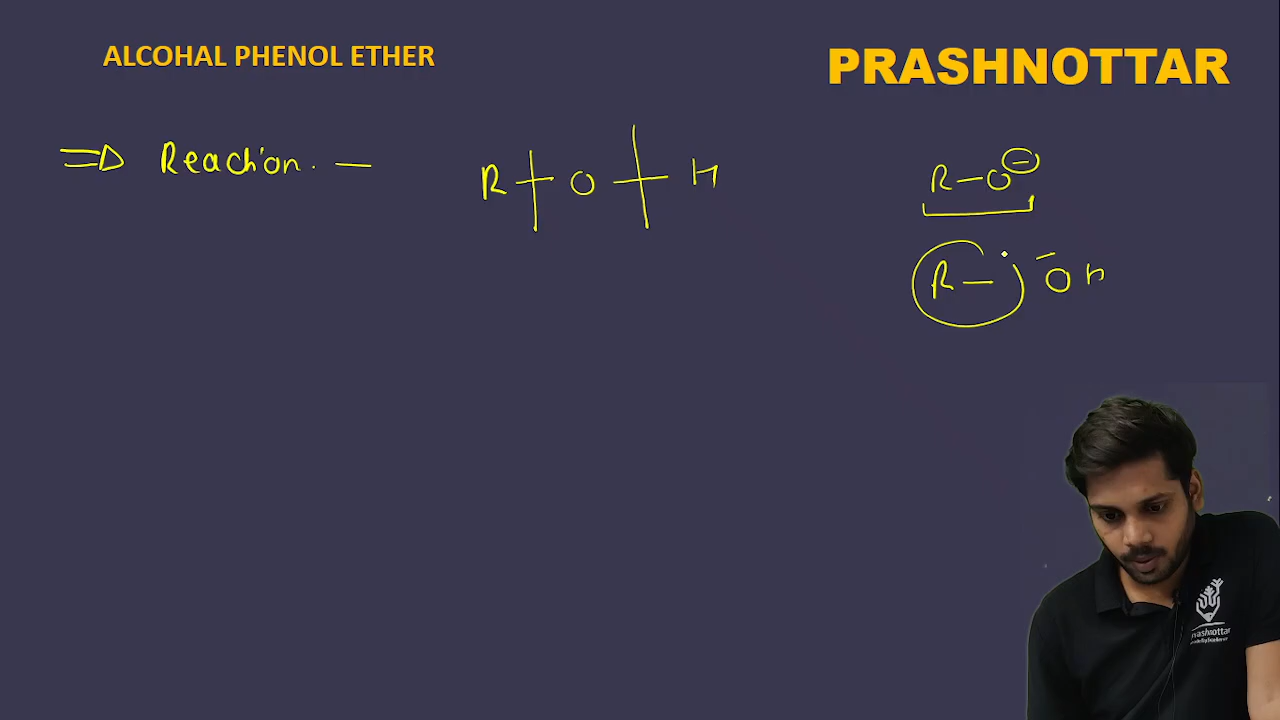 ALCOHAL PHENOL ETHER
PRASHNOTTAR
⇒ Reaction. —
R + O + H
R – O⊖
R – ⁻OH